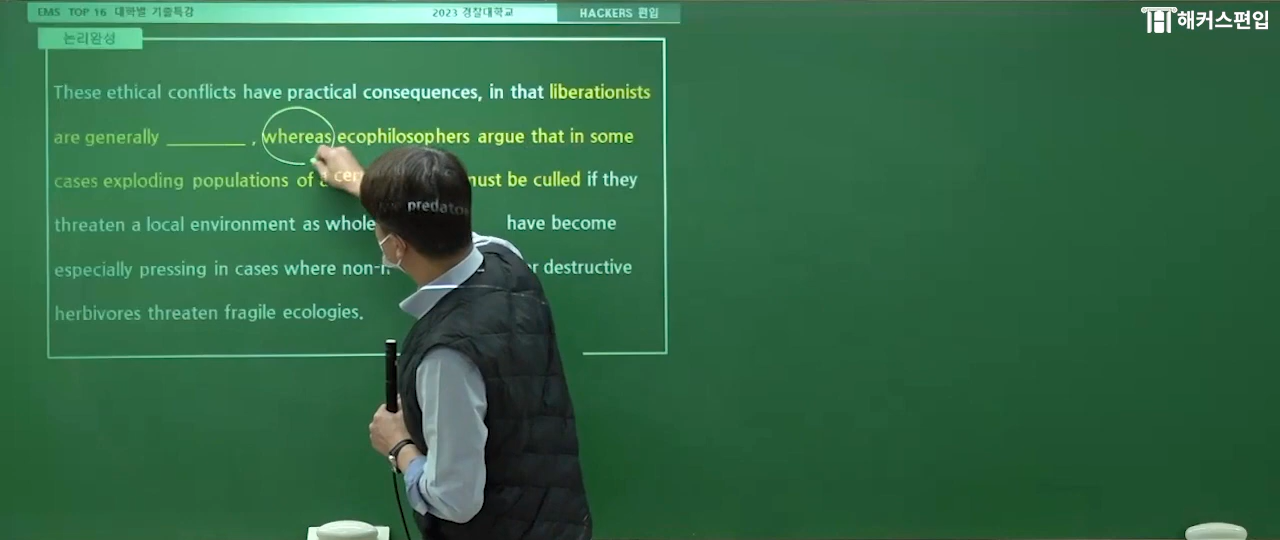 EMS TOP 16 대학별 기출특강
2023 경찰대학교
HACKERS 편입
해커스편입
논리완성
These ethical conflicts have practical consequences, in that liberationists
are generally ________, whereas ecophilosophers argue that in some
cases exploding populations of a must be culled if they
threaten a local environment as whole have become
especially pressing in cases where destructive
herbivores threaten fragile ecologies.